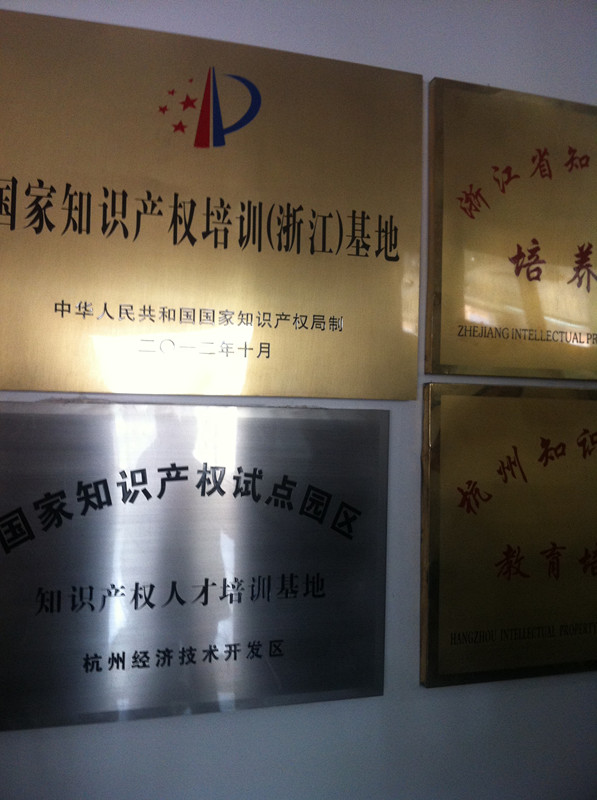 国家知识产权培训(浙江)基地
中华人民共和国国家知识产权局制
二〇一二年十月
国家知识产权试点园区
知识产权人才培训基地
杭州经济技术开发区
浙江省知
培养
ZHEJIANG INTELLECTUAL PR
杭州知识
教育培
HANGZHOU INTELLECTUAL PROPERTY